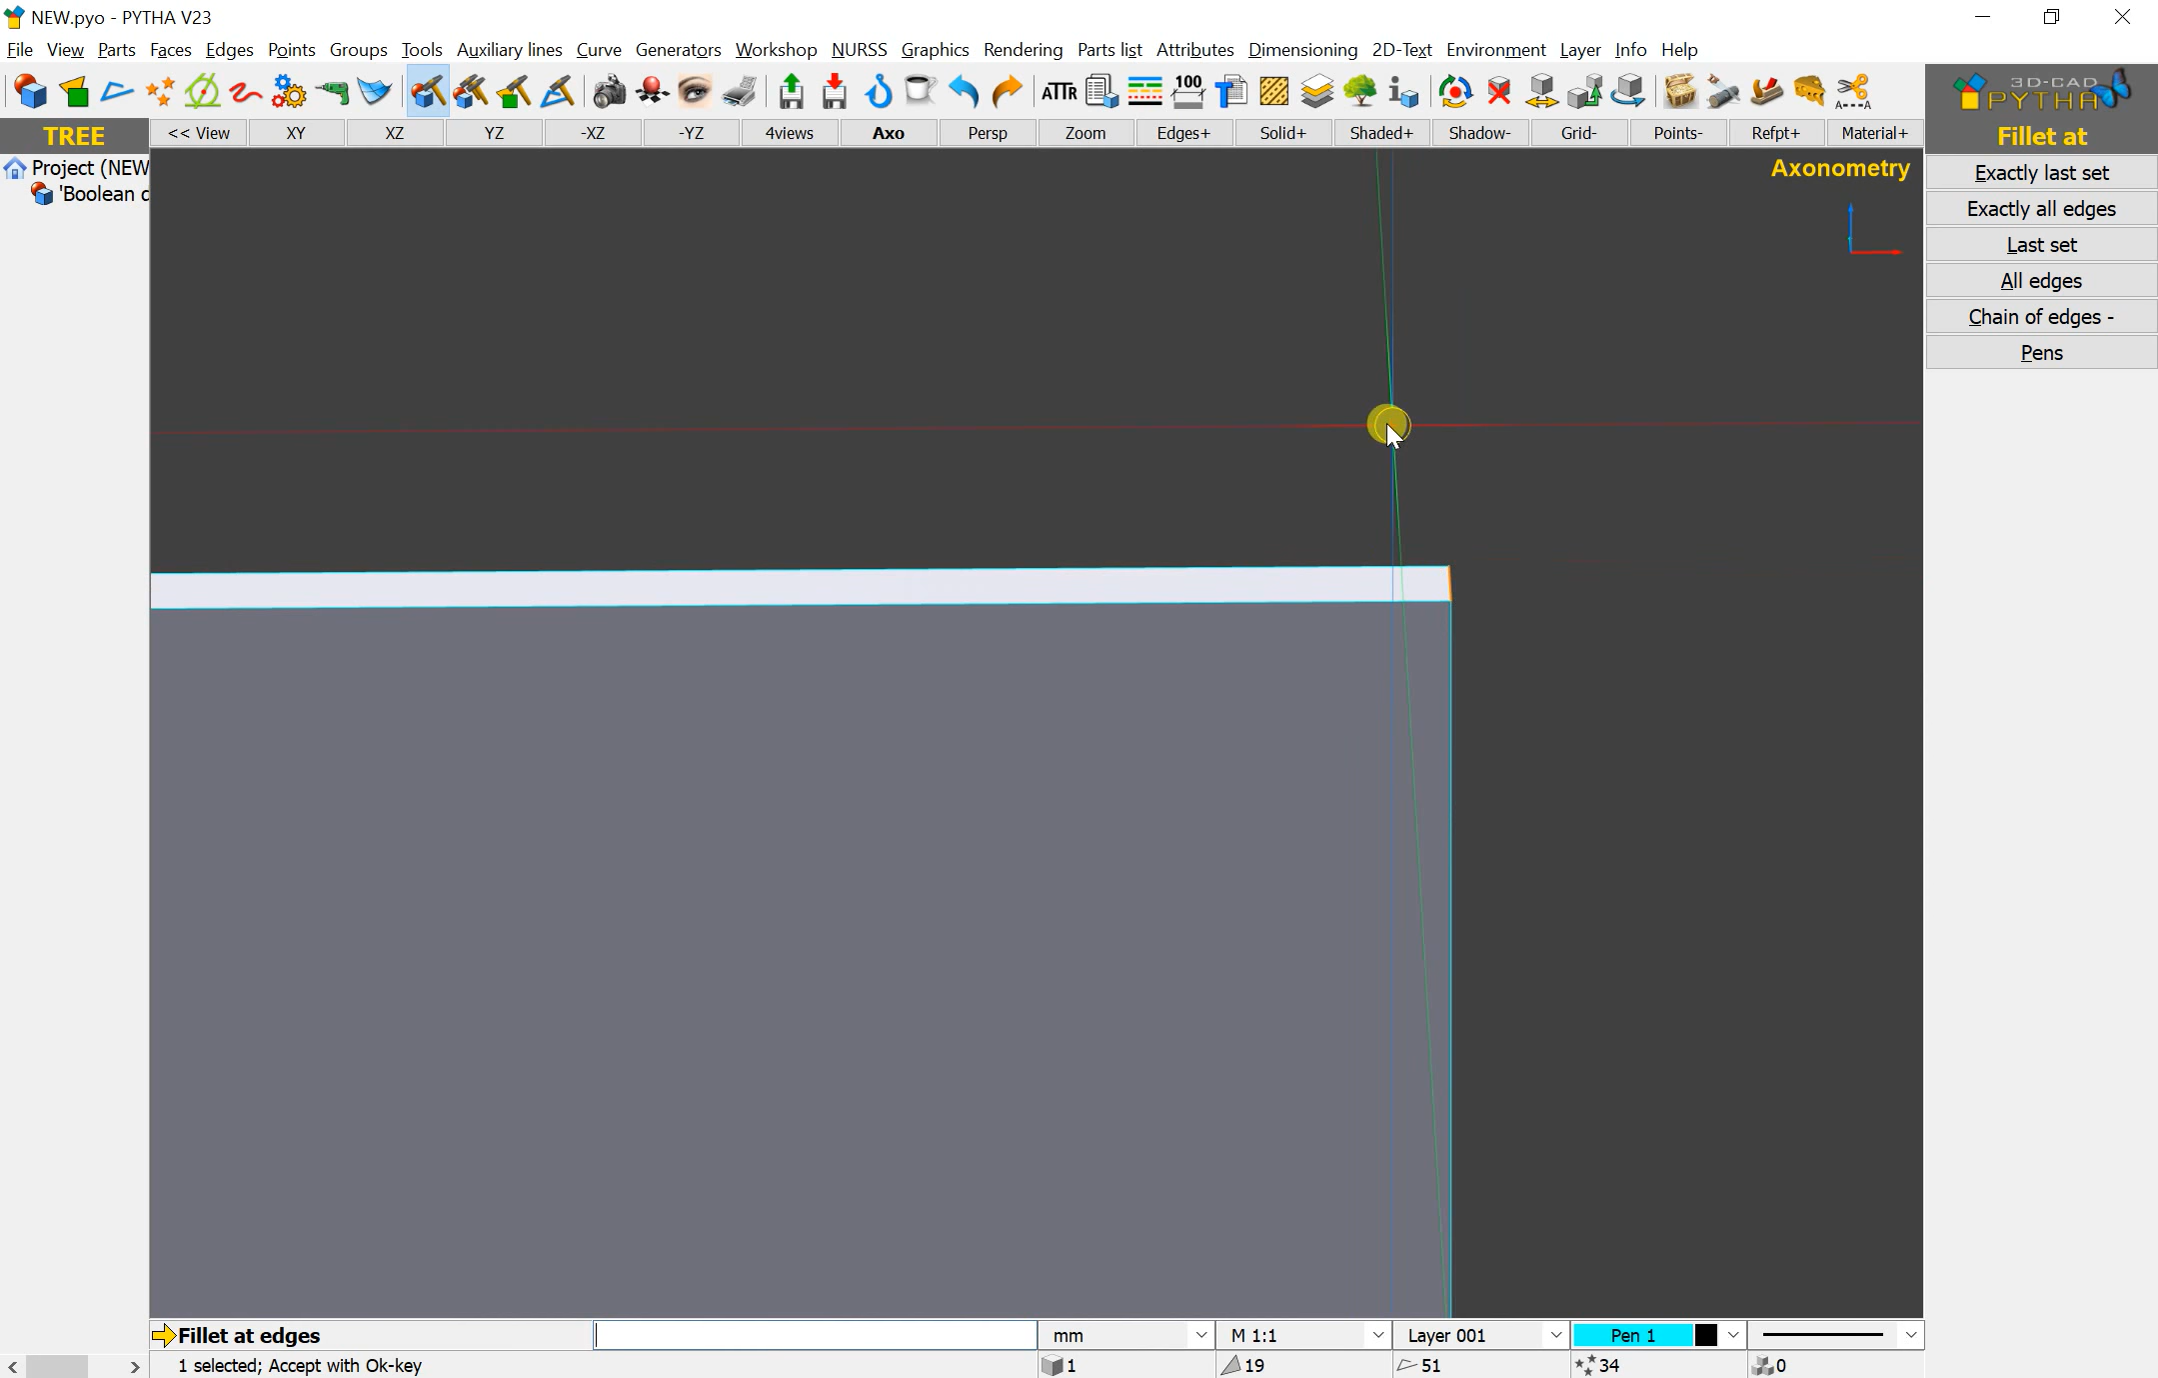 NEW.pyo - PYTHA V23
File View Parts Faces Edges Points Groups Tools Auxiliary lines Curve Generators Workshop NURSS Graphics Rendering Parts list Attributes Dimensioning 2D-Text Environment Layer Info Help
ATTR 100 A---A
3D-CAD
PYTHA
TREE << View XY XZ YZ -XZ -YZ 4views Axo Persp Zoom Edges+ Solid+ Shaded+ Shadow- Grid- Points- Refpt+ Material+ Fillet at
Project (NEW
'Boolean c
Axonometry
Exactly last set
Exactly all edges
Last set
All edges
Chain of edges -
Pens
Fillet at edges mm M 1:1 Layer 001 Pen 1
1 selected; Accept with Ok-key 1 19 51 34 0